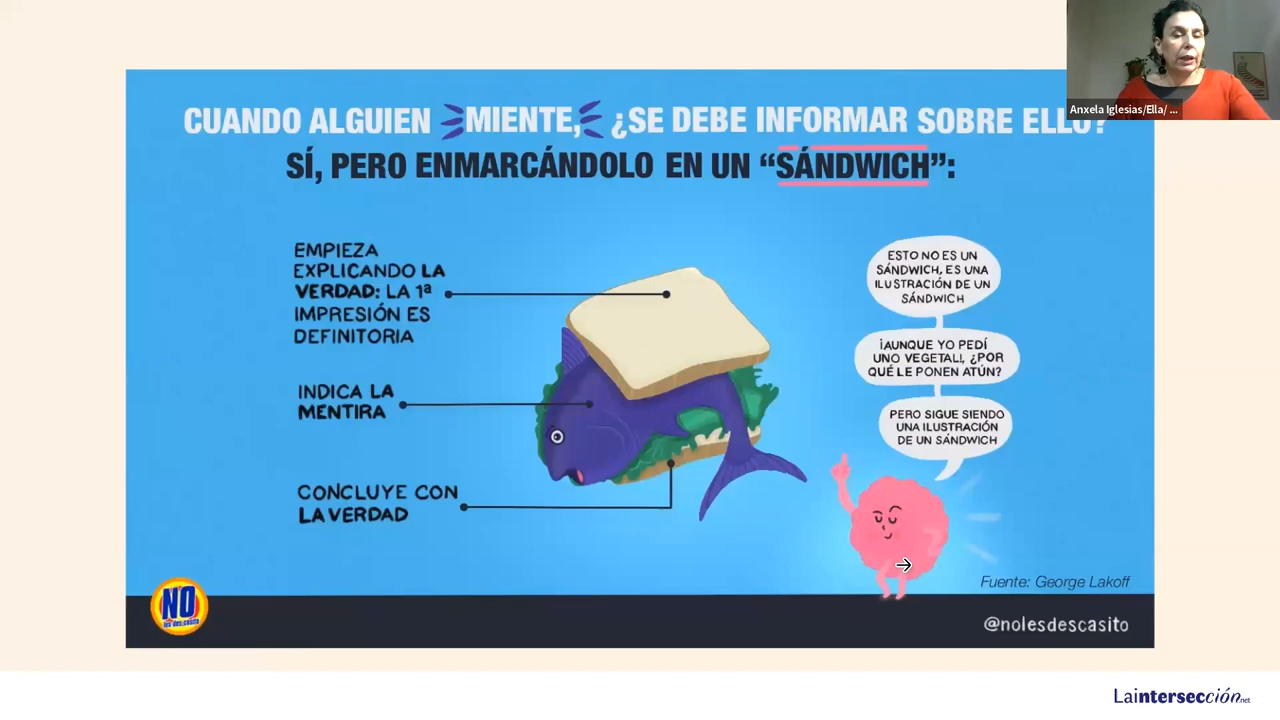 Anxela Iglesias/Ella/ ...
CUANDO ALGUIEN MIENTE, ¿SE DEBE INFORMAR SOBRE ELLO?
SÍ, PERO ENMARCÁNDOLO EN UN “SÁNDWICH”:
EMPIEZA
EXPLICANDO LA
VERDAD: LA 1ª
IMPRESIÓN ES
DEFINITORIA
INDICA LA
MENTIRA
CONCLUYE CON
LA VERDAD
ESTO NO ES UN
SÁNDWICH, ES UNA
ILUSTRACIÓN DE UN
SÁNDWICH
¡AUNQUE YO PEDÍ
UNO VEGETAL!, ¿POR
QUÉ LE PONEN ATÚN?
PERO SIGUE SIENDO
UNA ILUSTRACIÓN
DE UN SÁNDWICH
Fuente: George Lakoff
NO
les des casito
@nolesdescasito
Laintersección.net